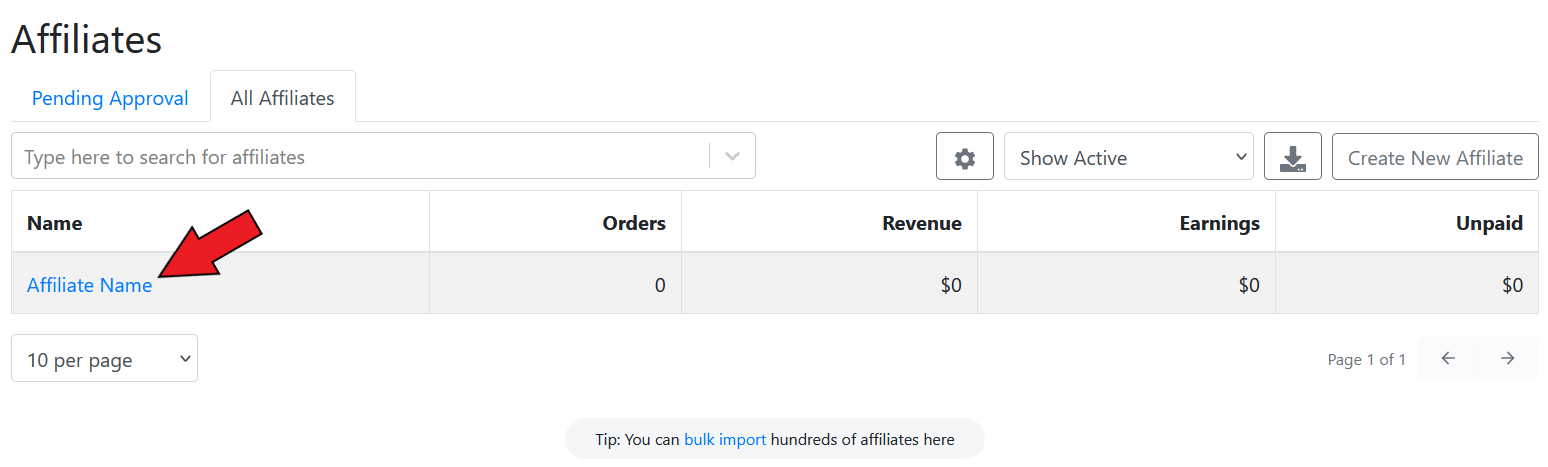 Affiliates
Pending Approval All Affiliates
Type here to search for affiliates Show Active Create New Affiliate
Name Orders Revenue Earnings Unpaid
Affiliate Name 0 $0 $0 $0
10 per page Page 1 of 1
Tip: You can bulk import hundreds of affiliates here